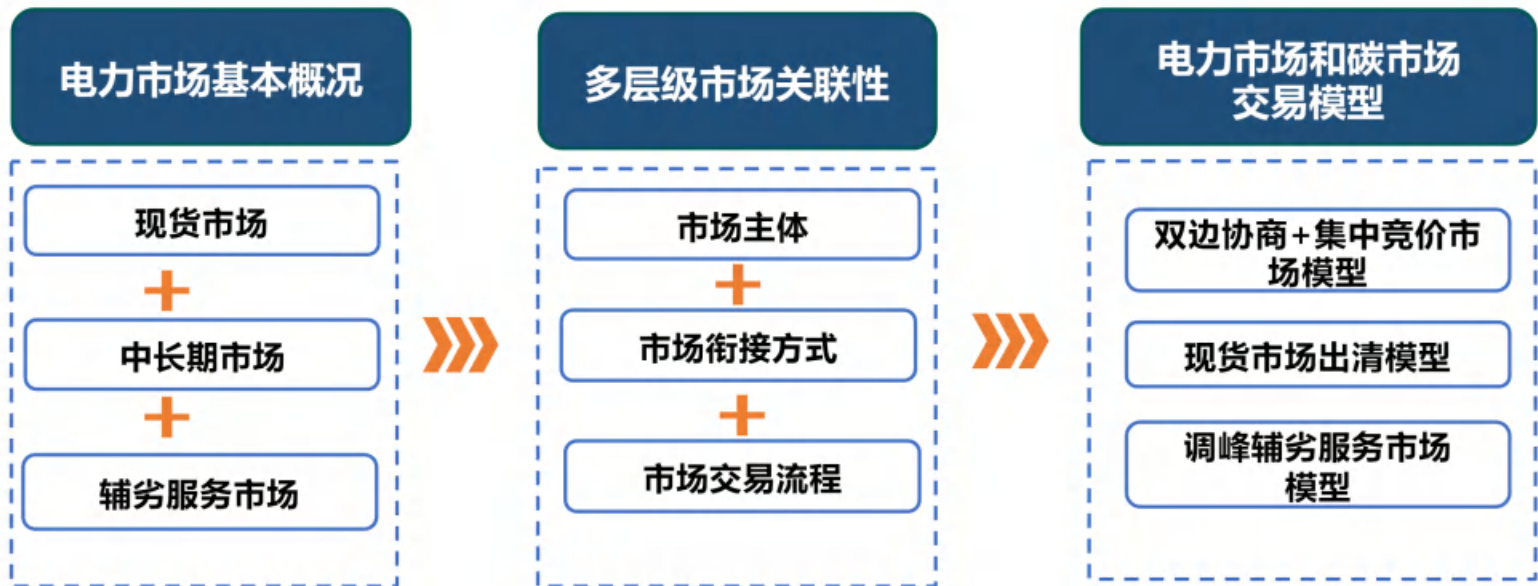 电力市场基本概况
现货市场
中长期市场
辅劣服务市场
多层级市场关联性
市场主体
市场衔接方式
市场交易流程
电力市场和碳市场
交易模型
双边协商+集中竞价市
场模型
现货市场出清模型
调峰辅劣服务市场
模型